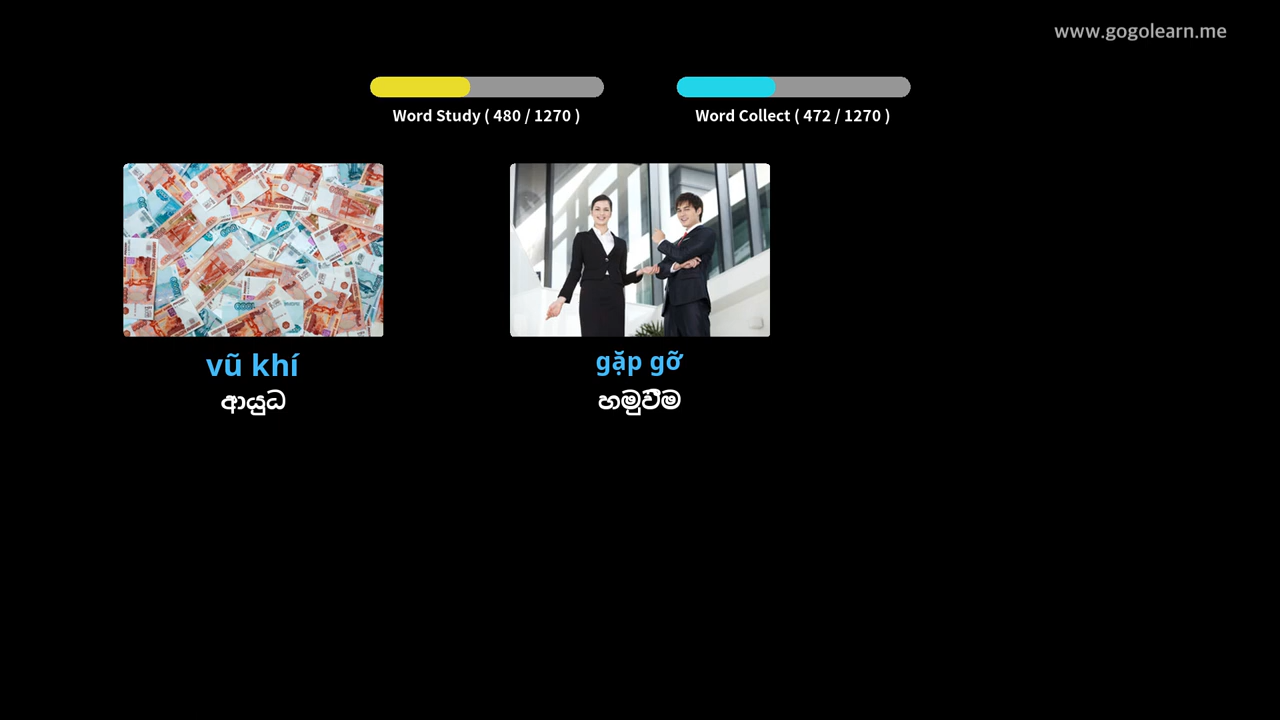 www.gogolearn.me
Word Study ( 480 / 1270 )
Word Collect ( 472 / 1270 )
vũ khí
ආයුධ
gặp gỡ
හමුවීම